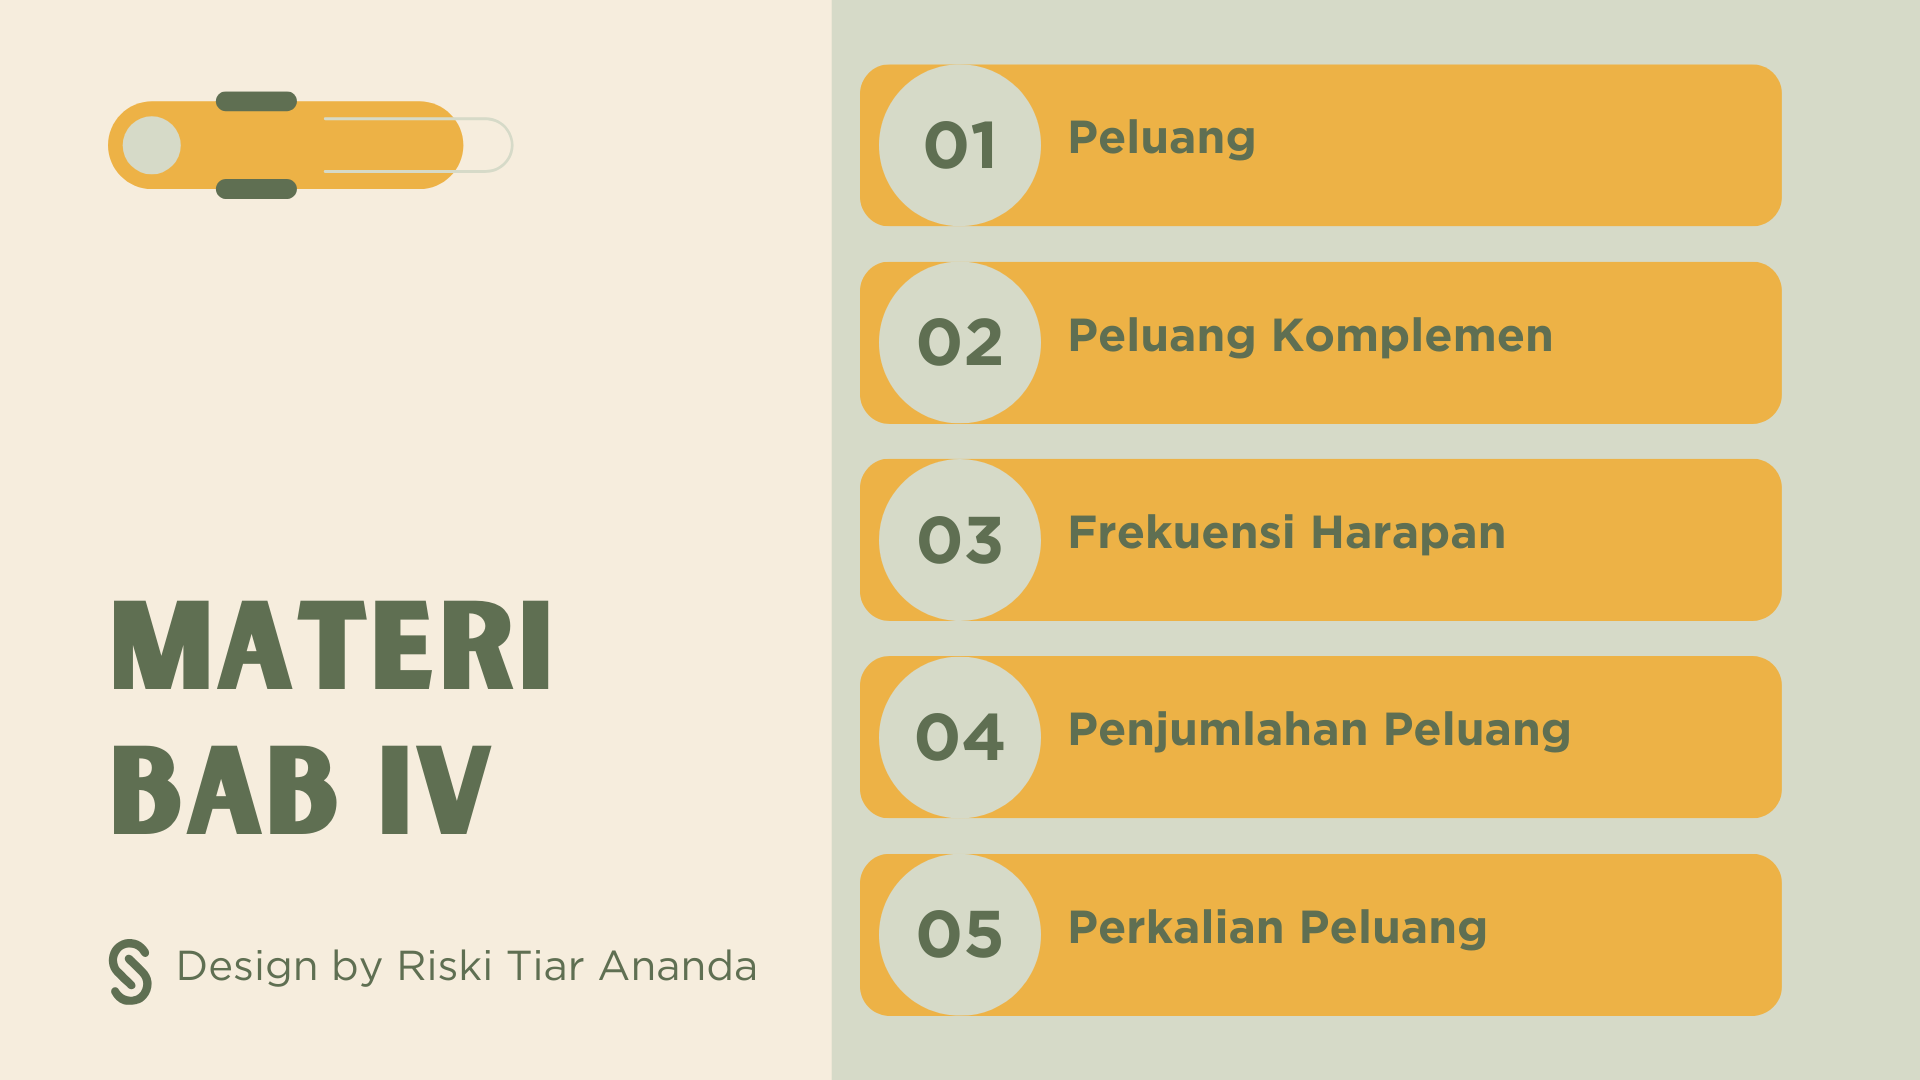 MATERI
BAB IV
Design by Riski Tiar Ananda
01 Peluang
02 Peluang Komplemen
03 Frekuensi Harapan
04 Penjumlahan Peluang
05 Perkalian Peluang